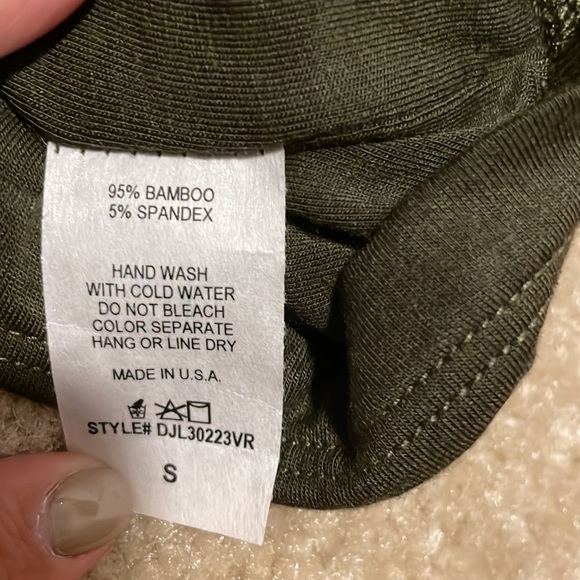 95% BAMBOO
5% SPANDEX
HAND WASH
WITH COLD WATER
DO NOT BLEACH
COLOR SEPARATE
HANG OR LINE DRY
MADE IN U.S.A.
STYLE# DJL30223VR
S